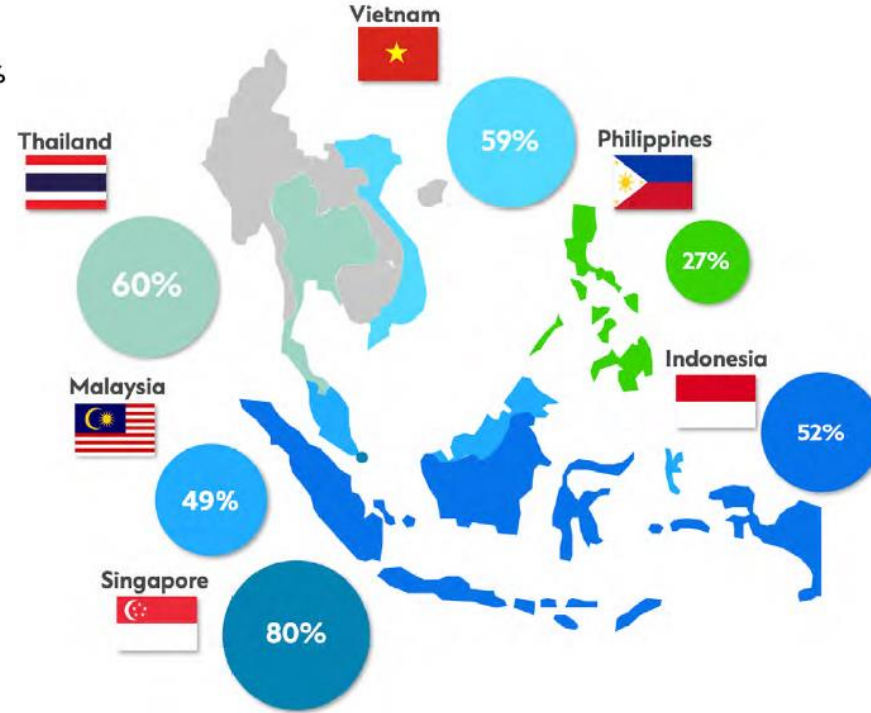 Vietnam
%
Thailand
59%
Philippines
60%
27%
Malaysia
Indonesia
49%
52%
Singapore
80%